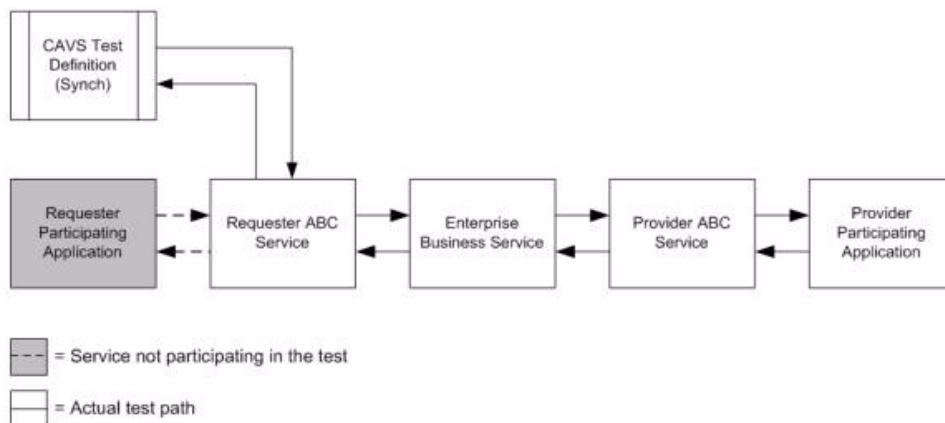 CAVS Test
Definition
(Synch)
Requester
Participating
Application
Requester ABC
Service
Enterprise
Business Service
Provider ABC
Service
Provider
Participating
Application
= Service not participating in the test
= Actual test path